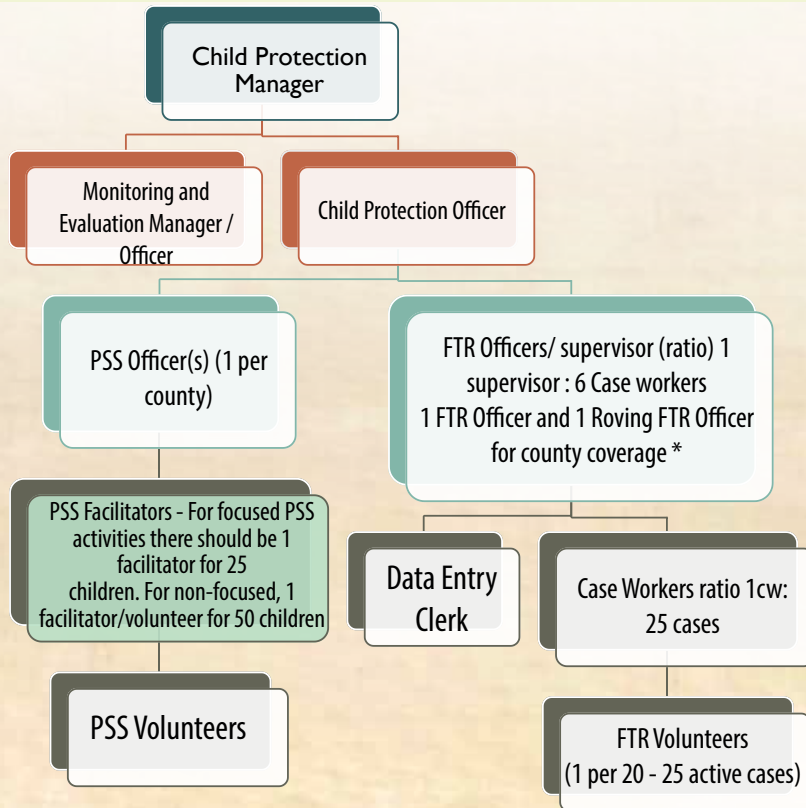 Child Protection
Manager
Monitoring and
Evaluation Manager /
Officer
Child Protection Officer
PSS Officer(s) (1 per
county)
FTR Officers/ supervisor (ratio) 1
supervisor : 6 Case workers
1 FTR Officer and 1 Roving FTR Officer
for county coverage *
PSS Facilitators - For focused PSS
activities there should be 1
facilitator for 25
children. For non-focused, 1
facilitator/volunteer for 50 children
Data Entry
Clerk
Case Workers ratio 1cw:
25 cases
PSS Volunteers
FTR Volunteers
(1 per 20 - 25 active cases)